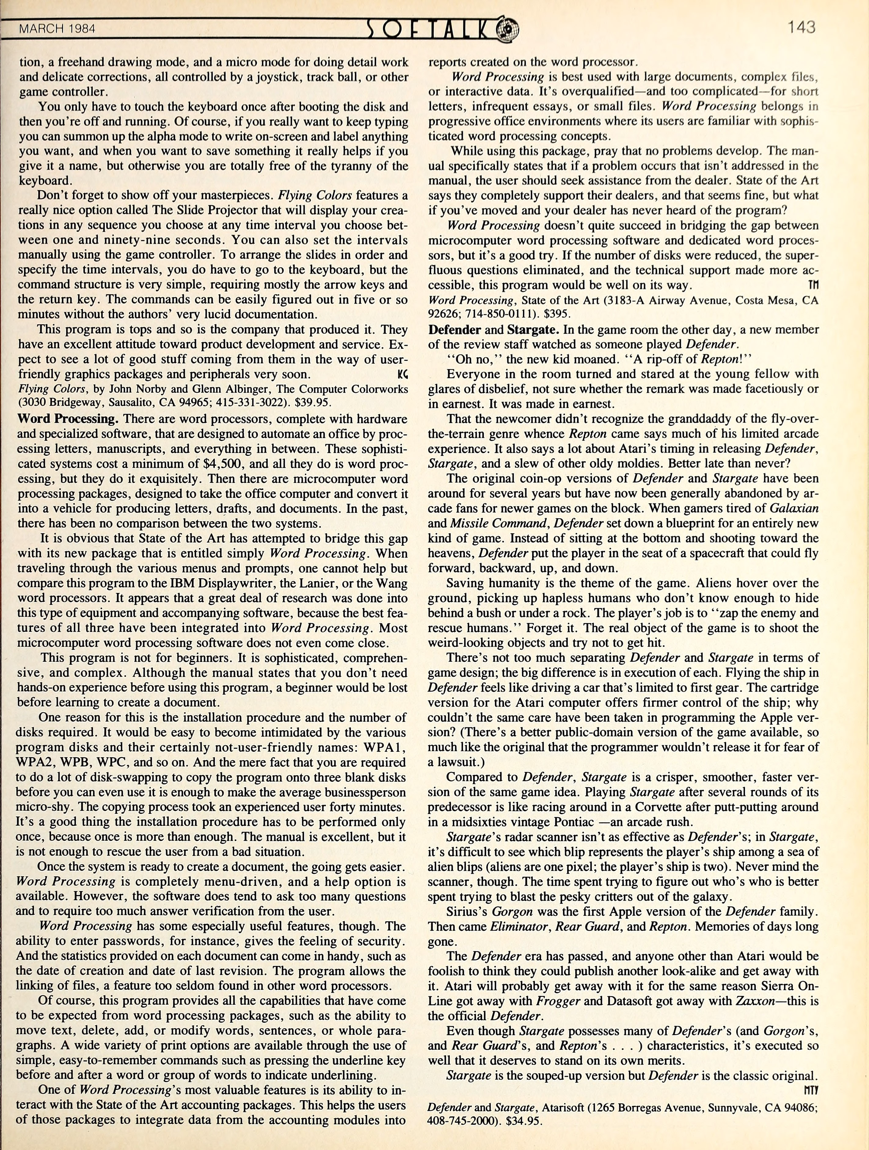 MARCH 1984
SOFTALK
143
tion, a freehand drawing mode, and a micro mode for doing detail work
and delicate corrections, all controlled by a joystick, track ball, or other
game controller.
You only have to touch the keyboard once after booting the disk and
then you're off and running. Of course, if you really want to keep typing
you can summon up the alpha mode to write on-screen and label anything
you want, and when you want to save something it really helps if you
give it a name, but otherwise you are totally free of the tyranny of the
keyboard.
Don't forget to show off your masterpieces. Flying Colors features a
really nice option called The Slide Projector that will display your crea-
tions in any sequence you choose at any time interval you choose bet-
ween one and ninety-nine seconds. You can also set the intervals
manually using the game controller. To arrange the slides in order and
specify the time intervals, you do have to go to the keyboard, but the
command structure is very simple, requiring mostly the arrow keys and
the return key. The commands can be easily figured out in five or so
minutes without the authors' very lucid documentation.
This program is tops and so is the company that produced it. They
have an excellent attitude toward product development and service. Ex-
pect to see a lot of good stuff coming from them in the way of user-
friendly graphics packages and peripherals very soon. KG
Flying Colors, by John Norby and Glenn Albinger, The Computer Colorworks
(3030 Bridgeway, Sausalito, CA 94965; 415-331-3022). $39.95.
Word Processing. There are word processors, complete with hardware
and specialized software, that are designed to automate an office by proc-
essing letters, manuscripts, and everything in between. These sophisti-
cated systems cost a minimum of $4,500, and all they do is word proc-
essing, but they do it exquisitely. Then there are microcomputer word
processing packages, designed to take the office computer and convert it
into a vehicle for producing letters, drafts, and documents. In the past,
there has been no comparison between the two systems.
It is obvious that State of the Art has attempted to bridge this gap
with its new package that is entitled simply Word Processing. When
traveling through the various menus and prompts, one cannot help but
compare this program to the IBM Displaywriter, the Lanier, or the Wang
word processors. It appears that a great deal of research was done into
this type of equipment and accompanying software, because the best fea-
tures of all three have been integrated into Word Processing. Most
microcomputer word processing software does not even come close.
This program is not for beginners. It is sophisticated, comprehen-
sive, and complex. Although the manual states that you don't need
hands-on experience before using this program, a beginner would be lost
before learning to create a document.
One reason for this is the installation procedure and the number of
disks required. It would be easy to become intimidated by the various
program disks and their certainly not-user-friendly names: WPA1,
WPA2, WPB, WPC, and so on. And the mere fact that you are required
to do a lot of disk-swapping to copy the program onto three blank disks
before you can even use it is enough to make the average businessperson
micro-shy. The copying process took an experienced user forty minutes.
It's a good thing the installation procedure has to be performed only
once, because once is more than enough. The manual is excellent, but it
is not enough to rescue the user from a bad situation.
Once the system is ready to create a document, the going gets easier.
Word Processing is completely menu-driven, and a help option is
available. However, the software does tend to ask too many questions
and to require too much answer verification from the user.
Word Processing has some especially useful features, though. The
ability to enter passwords, for instance, gives the feeling of security.
And the statistics provided on each document can come in handy, such as
the date of creation and date of last revision. The program allows the
linking of files, a feature too seldom found in other word processors.
Of course, this program provides all the capabilities that have come
to be expected from word processing packages, such as the ability to
move text, delete, add, or modify words, sentences, or whole para-
graphs. A wide variety of print options are available through the use of
simple, easy-to-remember commands such as pressing the underline key
before and after a word or group of words to indicate underlining.
One of Word Processing's most valuable features is its ability to in-
teract with the State of the Art accounting packages. This helps the users
of those packages to integrate data from the accounting modules into
reports created on the word processor.
Word Processing is best used with large documents, complex files,
or interactive data. It's overqualified—and too complicated—for short
letters, infrequent essays, or small files. Word Processing belongs in
progressive office environments where its users are familiar with sophis-
ticated word processing concepts.
While using this package, pray that no problems develop. The man-
ual specifically states that if a problem occurs that isn't addressed in the
manual, the user should seek assistance from the dealer. State of the Art
says they completely support their dealers, and that seems fine, but what
if you've moved and your dealer has never heard of the program?
Word Processing doesn't quite succeed in bridging the gap between
microcomputer word processing software and dedicated word proces-
sors, but it's a good try. If the number of disks were reduced, the super-
fluous questions eliminated, and the technical support made more ac-
cessible, this program would be well on its way. TM
Word Processing, State of the Art (3183-A Airway Avenue, Costa Mesa, CA
92626; 714-850-0111). $395.
Defender and Stargate. In the game room the other day, a new member
of the review staff watched as someone played Defender.
"Oh no," the new kid moaned. "A rip-off of Repton!"
Everyone in the room turned and stared at the young fellow with
glares of disbelief, not sure whether the remark was made facetiously or
in earnest. It was made in earnest.
That the newcomer didn't recognize the granddaddy of the fly-over-
the-terrain genre whence Repton came says much of his limited arcade
experience. It also says a lot about Atari's timing in releasing Defender,
Stargate, and a slew of other oldy moldies. Better late than never?
The original coin-op versions of Defender and Stargate have been
around for several years but have now been generally abandoned by ar-
cade fans for newer games on the block. When gamers tired of Galaxian
and Missile Command, Defender set down a blueprint for an entirely new
kind of game. Instead of sitting at the bottom and shooting toward the
heavens, Defender put the player in the seat of a spacecraft that could fly
forward, backward, up, and down.
Saving humanity is the theme of the game. Aliens hover over the
ground, picking up hapless humans who don't know enough to hide
behind a bush or under a rock. The player's job is to "zap the enemy and
rescue humans." Forget it. The real object of the game is to shoot the
weird-looking objects and try not to get hit.
There's not too much separating Defender and Stargate in terms of
game design; the big difference is in execution of each. Flying the ship in
Defender feels like driving a car that's limited to first gear. The cartridge
version for the Atari computer offers firmer control of the ship; why
couldn't the same care have been taken in programming the Apple ver-
sion? (There's a better public-domain version of the game available, so
much like the original that the programmer wouldn't release it for fear of
a lawsuit.)
Compared to Defender, Stargate is a crisper, smoother, faster ver-
sion of the same game idea. Playing Stargate after several rounds of its
predecessor is like racing around in a Corvette after putt-putting around
in a midsixties vintage Pontiac —an arcade rush.
Stargate's radar scanner isn't as effective as Defender's; in Stargate,
it's difficult to see which blip represents the player's ship among a sea of
alien blips (aliens are one pixel; the player's ship is two). Never mind the
scanner, though. The time spent trying to figure out who's who is better
spent trying to blast the pesky critters out of the galaxy.
Sirius's Gorgon was the first Apple version of the Defender family.
Then came Eliminator, Rear Guard, and Repton. Memories of days long
gone.
The Defender era has passed, and anyone other than Atari would be
foolish to think they could publish another look-alike and get away with
it. Atari will probably get away with it for the same reason Sierra On-
Line got away with Frogger and Datasoft got away with Zaxxon—this is
the official Defender.
Even though Stargate possesses many of Defender's (and Gorgon's,
and Rear Guard's, and Repton's . . . ) characteristics, it's executed so
well that it deserves to stand on its own merits.
Stargate is the souped-up version but Defender is the classic original.
MTY
Defender and Stargate, Atarisoft (1265 Borregas Avenue, Sunnyvale, CA 94086;
408-745-2000). $34.95.